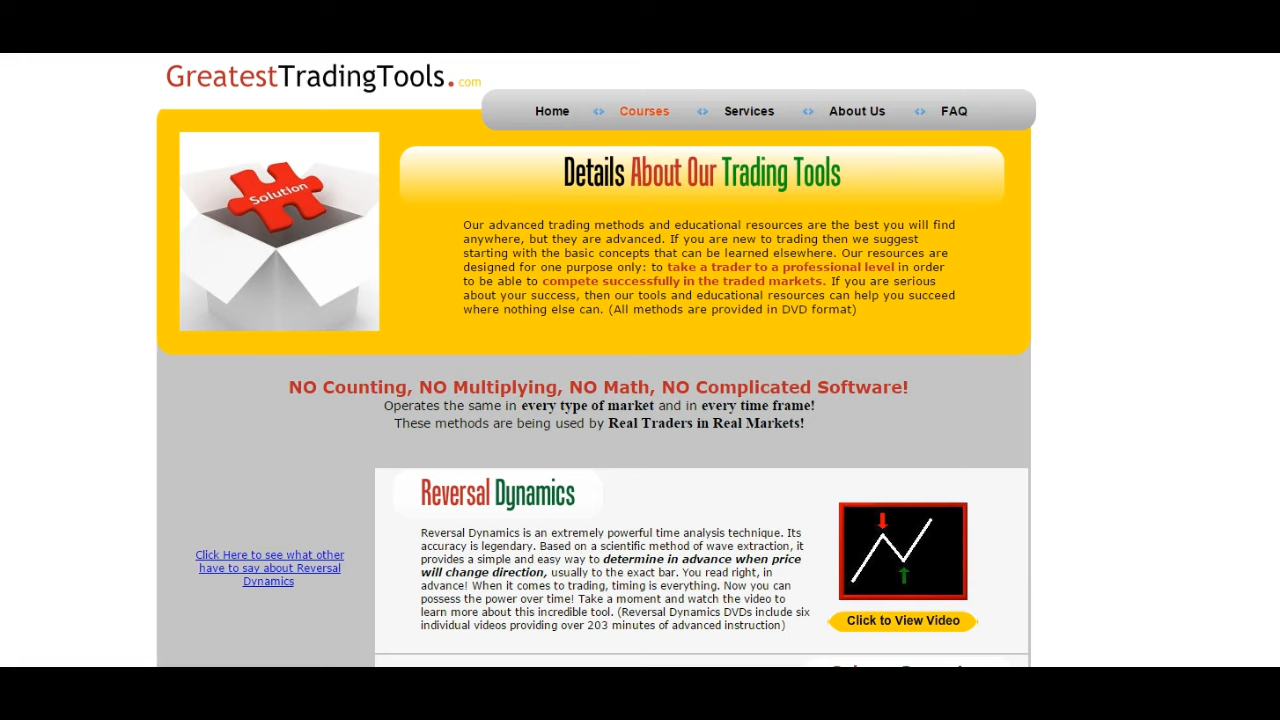 GreatestTradingTools.com
Home Courses Services About Us FAQ
Solution
Details About Our Trading Tools
Our advanced trading methods and educational resources are the best you will find
anywhere, but they are advanced. If you are new to trading then we suggest
starting with the basic concepts that can be learned elsewhere. Our resources are
designed for one purpose only: to take a trader to a professional level in order
to be able to compete successfully in the traded markets. If you are serious
about your success, then our tools and educational resources can help you succeed
where nothing else can. (All methods are provided in DVD format)
NO Counting, NO Multiplying, NO Math, NO Complicated Software!
Operates the same in every type of market and in every time frame!
These methods are being used by Real Traders in Real Markets!
Click Here to see what other
have to say about Reversal
Dynamics
Reversal Dynamics
Reversal Dynamics is an extremely powerful time analysis technique. Its
accuracy is legendary. Based on a scientific method of wave extraction, it
provides a simple and easy way to determine in advance when price
will change direction, usually to the exact bar. You read right, in
advance! When it comes to trading, timing is everything. Now you can
possess the power over time! Take a moment and watch the video to
learn more about this incredible tool. (Reversal Dynamics DVDs include six
individual videos providing over 203 minutes of advanced instruction)
Click to View Video